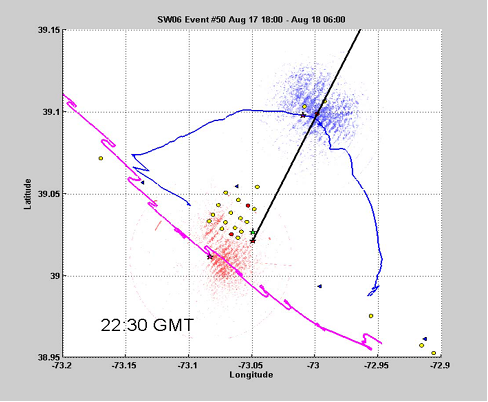 SW06 Event #50 Aug 17 18:00 - Aug 18 06:00
39.15
39.1
39.05
39
38.95
Latitude
22:30 GMT
-73.2 -73.15 -73.1 -73.05 -73 -72.95 -72.9
Longitude